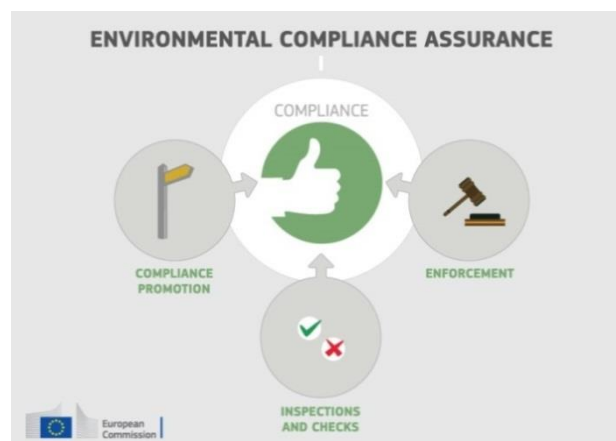 ENVIRONMENTAL COMPLIANCE ASSURANCE
COMPLIANCE
COMPLIANCE
PROMOTION
ENFORCEMENT
INSPECTIONS
AND CHECKS
European
Commission